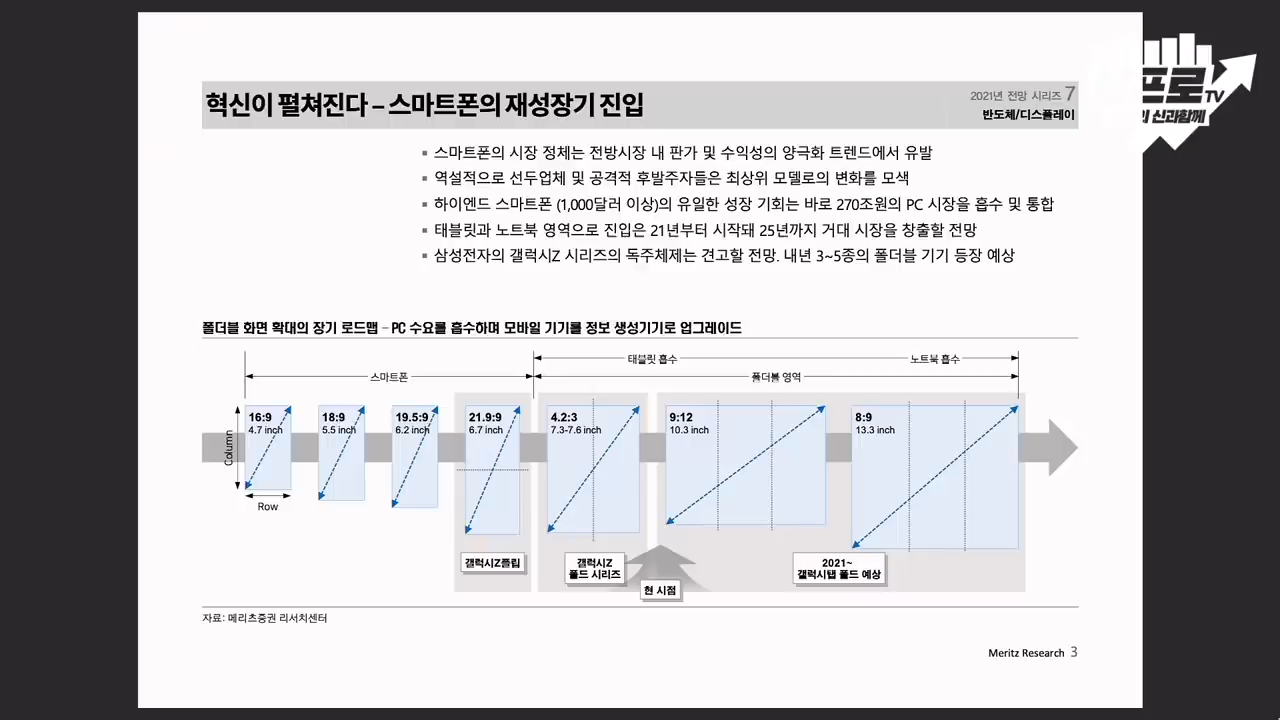 혁신이 펼쳐진다 – 스마트폰의 재성장기 진입
2021년 전망 시리즈 7
반도체/디스플레이
프로TV
신과함께
▪ 스마트폰의 시장 정체는 전방시장 내 판가 및 수익성의 양극화 트렌드에서 유발
▪ 역설적으로 선두업체 및 공격적 후발주자들은 최상위 모델로의 변화를 모색
▪ 하이엔드 스마트폰 (1,000달러 이상)의 유일한 성장 기회는 바로 270조원의 PC 시장을 흡수 및 통합
▪ 태블릿과 노트북 영역으로 진입은 21년부터 시작돼 25년까지 거대 시장을 창출할 전망
▪ 삼성전자의 갤럭시Z 시리즈의 독주체제는 견고할 전망. 내년 3~5종의 폴더블 기기 등장 예상
폴더블 화면 확대의 장기 로드맵 – PC 수요를 흡수하며 모바일 기기를 정보 생성기기로 업그레이드
태블릿 흡수
노트북 흡수
스마트폰
폴더블 영역
16:9
4.7 inch
18:9
5.5 inch
19.5:9
6.2 inch
21.9:9
6.7 inch
4.2:3
7.3-7.6 inch
9:12
10.3 inch
8:9
13.3 inch
Column
Row
갤럭시Z플립
갤럭시Z
폴드 시리즈
현 시점
2021~
갤럭시탭 폴드 예상
자료: 메리츠증권 리서치센터
Meritz Research 3